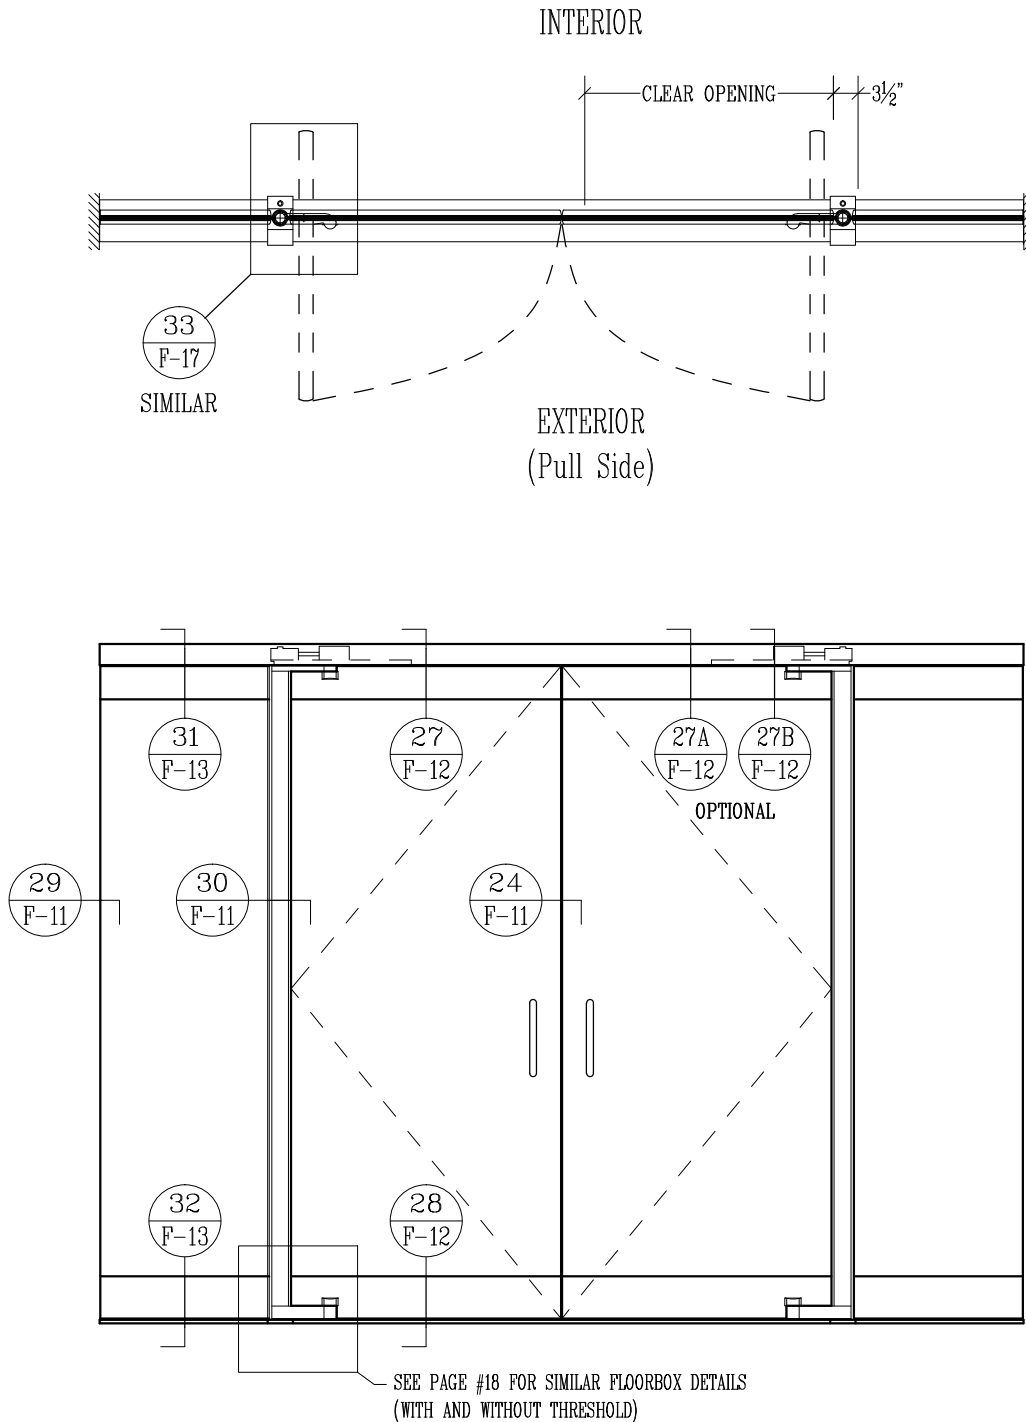 INTERIOR
CLEAR OPENING
3½"
33
F-17
SIMILAR
EXTERIOR
(Pull Side)
31
F-13
27
F-12
27A
F-12
27B
F-12
OPTIONAL
29
F-11
30
F-11
24
F-11
32
F-13
28
F-12
SEE PAGE #18 FOR SIMILAR FLOORBOX DETAILS
(WITH AND WITHOUT THRESHOLD)